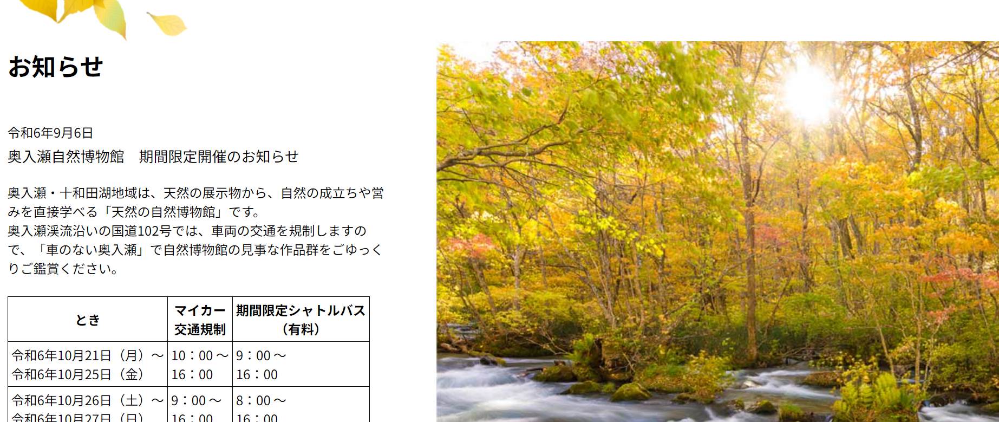 お知らせ
令和6年9月6日
奥入瀬自然博物館　期間限定開催のお知らせ
奥入瀬・十和田湖地域は、天然の展示物から、自然の成立ちや営
みを直接学べる「天然の自然博物館」です。
奥入瀬渓流沿いの国道102号では、車両の交通を規制しますの
で、「車のない奥入瀬」で自然博物館の見事な作品群をごゆっく
りご鑑賞ください。
とき
マイカー
交通規制
期間限定シャトルバス
（有料）
令和6年10月21日（月）～
令和6年10月25日（金）
10：00 ～
16：00
9：00 ～
16：00
令和6年10月26日（土）～
令和6年10月27日（日）
9：00 ～
16：00
8：00 ～
16：00